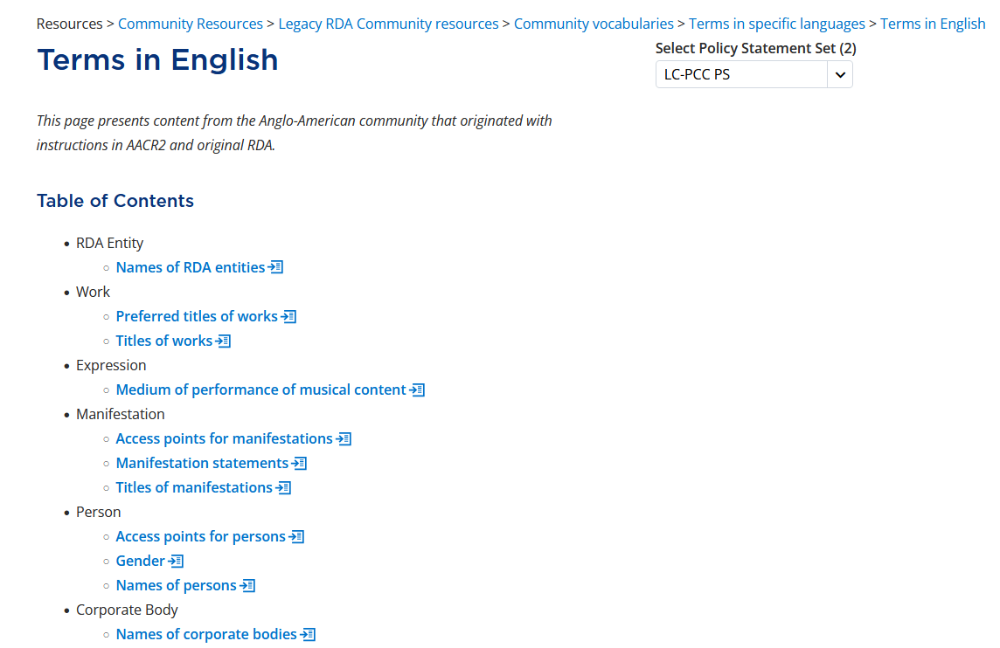 Resources > Community Resources > Legacy RDA Community resources > Community vocabularies > Terms in specific languages > Terms in English
Terms in English
Select Policy Statement Set (2)
LC-PCC PS
This page presents content from the Anglo-American community that originated with
instructions in AACR2 and original RDA.
Table of Contents
• RDA Entity
○ Names of RDA entities
• Work
○ Preferred titles of works
○ Titles of works
• Expression
○ Medium of performance of musical content
• Manifestation
○ Access points for manifestations
○ Manifestation statements
○ Titles of manifestations
• Person
○ Access points for persons
○ Gender
○ Names of persons
• Corporate Body
○ Names of corporate bodies